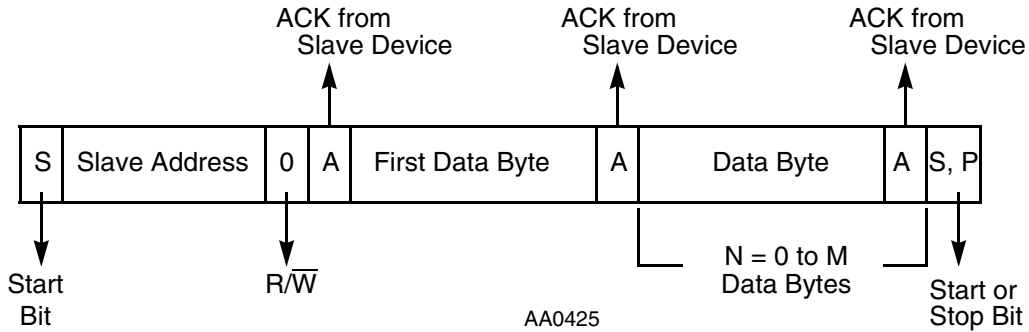 ACK from
Slave Device
ACK from
Slave Device
ACK from
Slave Device
S Slave Address 0 A First Data Byte A Data Byte A S, P
Start
Bit
R/W̅
N = 0 to M
Data Bytes
Start or
Stop Bit
AA0425